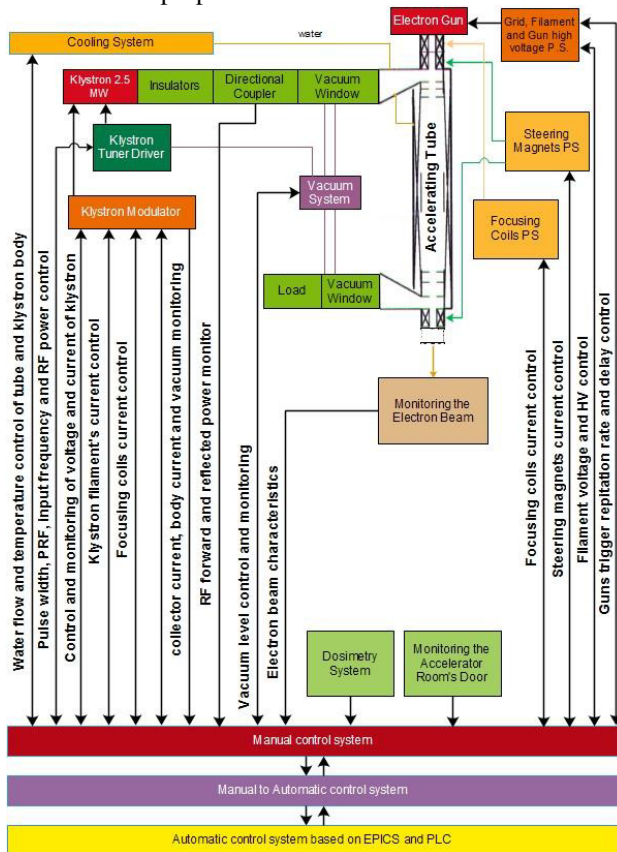 Electron Gun
Grid, Filament
and Gun high
voltage P.S.
Cooling System
water
Klystron 2.5
MW
Insulators
Directional
Coupler
Vacuum
Window
Klystron
Tuner Driver
Steering
Magnets PS
Vacuum
System
Accelerating Tube
Klystron Modulator
Focusing
Coils PS
Load
Vacuum
Window
Monitoring the
Electron Beam
Water flow and temperature control of tube and klystron body
Pulse width, PRF, input frequency and RF power control
Control and monitoring of voltage and current of klystron
Klystron filament's current control
Focusing coils current control
collector current, body current and vacuum monitoring
RF forward and reflected power monitor
Vacuum level control and monitoring
Electron beam characteristics
Focusing coils current control
Steering magnets current control
Filament voltage and HV control
Guns trigger repitation rate and delay control
Dosimetry
System
Monitoring the
Accelerator
Room's Door
Manual control system
Manual to Automatic control system
Automatic control system based on EPICS and PLC